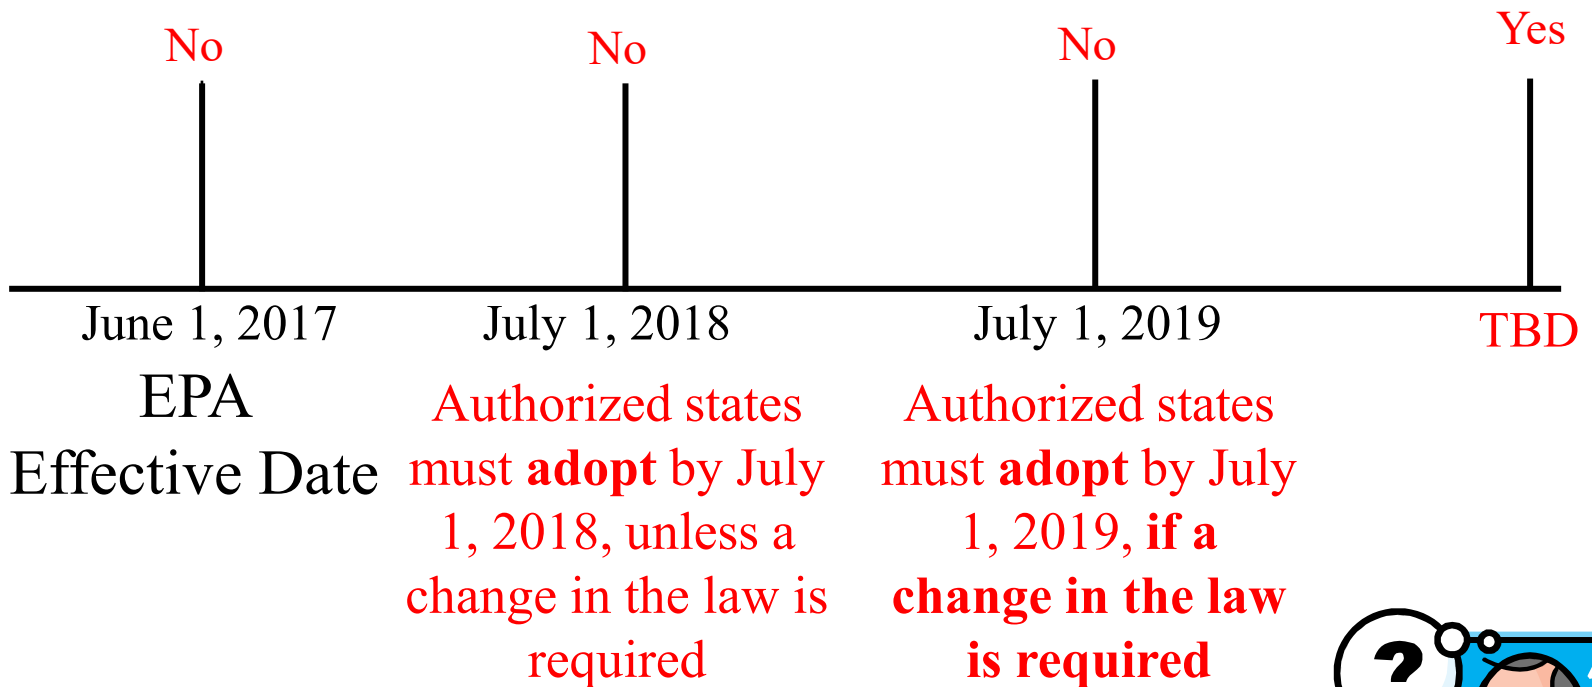 No
No
No
Yes
June 1, 2017
July 1, 2018
July 1, 2019
TBD
EPA
Effective Date
Authorized states
must adopt by July
1, 2018, unless a
change in the law is
required
Authorized states
must adopt by July
1, 2019, if a
change in the law
is required
?